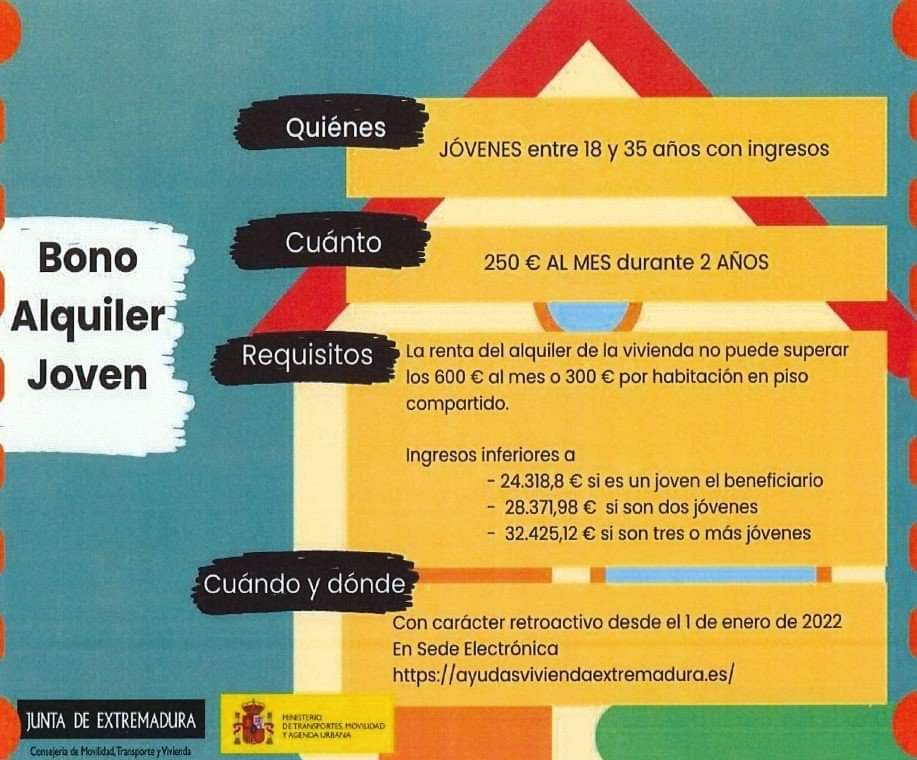 Bono
Alquiler
Joven
Quiénes
JÓVENES entre 18 y 35 años con ingresos
Cuánto
250 € AL MES durante 2 AÑOS
Requisitos
La renta del alquiler de la vivienda no puede superar
los 600 € al mes o 300 € por habitación en piso
compartido.
Ingresos inferiores a
- 24.318,8 € si es un joven el beneficiario
- 28.371,98 € si son dos jóvenes
- 32.425,12 € si son tres o más jóvenes
Cuándo y dónde
Con carácter retroactivo desde el 1 de enero de 2022
En Sede Electrónica
https://ayudasviviendaextremadura.es/
JUNTA DE EXTREMADURA
Consejería de Movilidad, Transporte y Vivienda
MINISTERIO
DE TRANSPORTES, MOVILIDAD
Y AGENDA URBANA